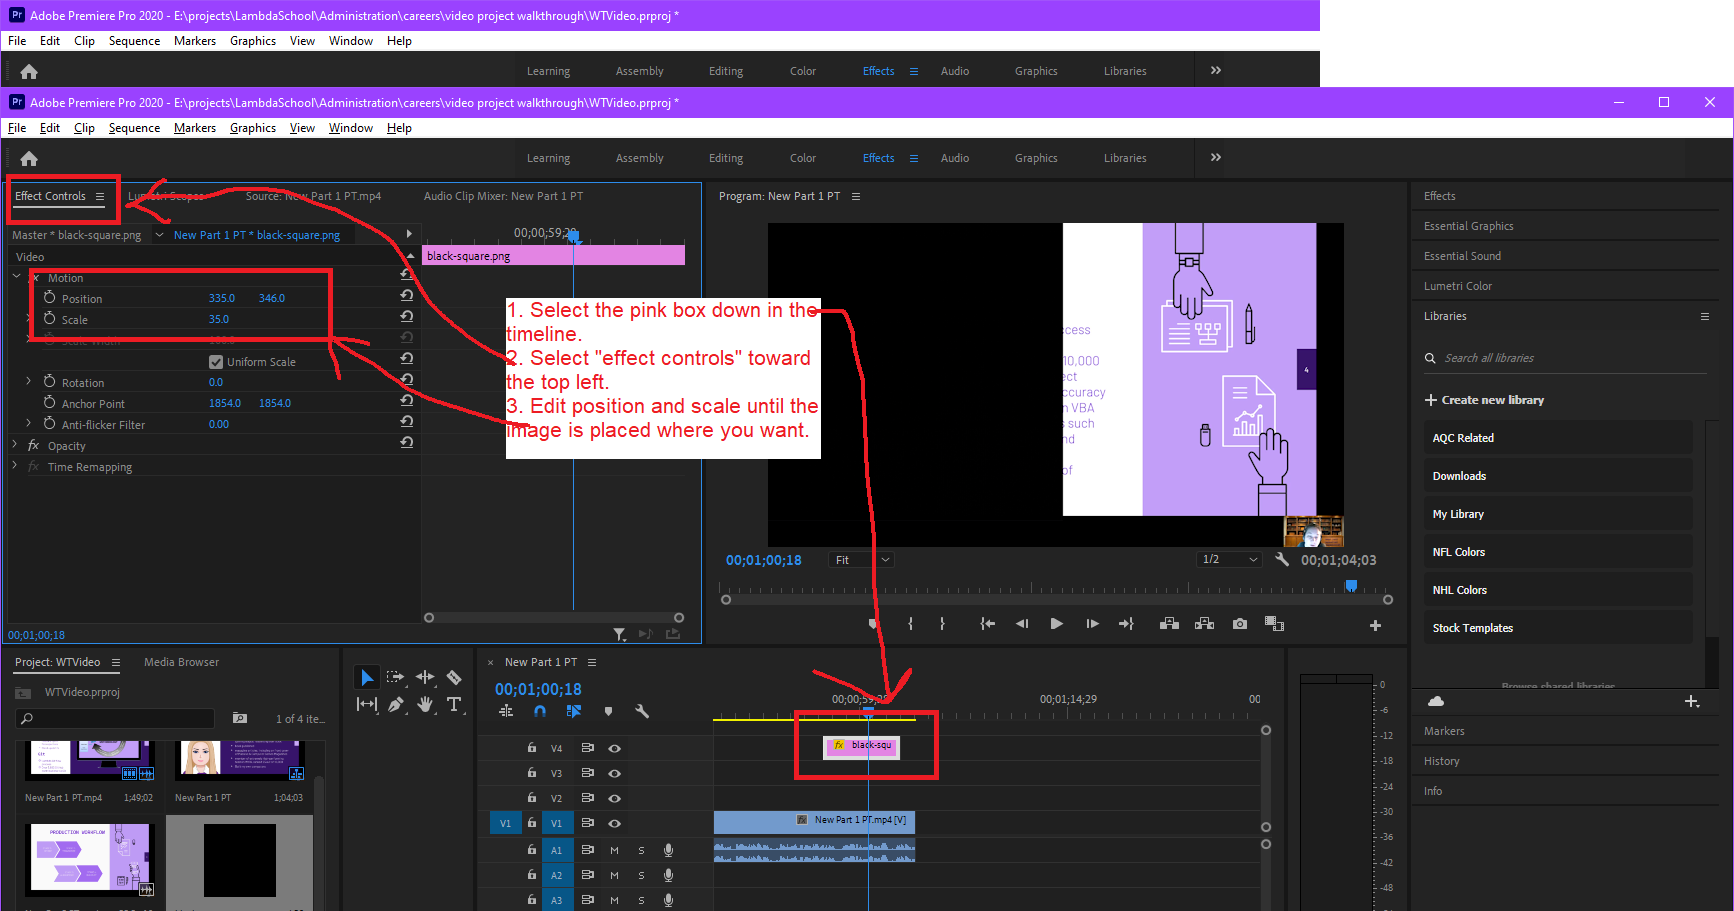 Adobe Premiere Pro 2020 - E:\projects\LambdaSchool\Administration\careers\video project walkthrough\WTVideo.prproj *
File Edit Clip Sequence Markers Graphics View Window Help
Learning Assembly Editing Color Effects Audio Graphics Libraries
Adobe Premiere Pro 2020 - E:\projects\LambdaSchool\Administration\careers\video project walkthrough\WTVideo.prproj *
File Edit Clip Sequence Markers Graphics View Window Help
Learning Assembly Editing Color Effects Audio Graphics Libraries
Effect Controls Lumetri Scopes Source: New Part 1 PT.mp4 Audio Clip Mixer: New Part 1 PT
Master * black-square.png New Part 1 PT * black-square.png
00;00;59;28
Video
black-square.png
fx Motion
Position 335.0 346.0
Scale 35.0
Scale Width
Uniform Scale
Rotation 0.0
Anchor Point 1854.0 1854.0
Anti-flicker Filter 0.00
fx Opacity
fx Time Remapping
00;01;00;18
1. Select the pink box down in the
timeline.
2. Select "effect controls" toward
the top left.
3. Edit position and scale until the
image is placed where you want.
Program: New Part 1 PT
10,000
curacy
VBA
such
of
4
00;01;00;18 Fit 1/2 00;01;04;03
Effects
Essential Graphics
Essential Sound
Lumetri Color
Libraries
Search all libraries
Create new library
AQC Related
Downloads
My Library
NFL Colors
NHL Colors
Stock Templates
Browse shared libraries
Markers
History
Info
Project: WTVideo Media Browser
WTVideo.prproj
1 of 4 ite...
New Part 1 PT.mp4 1;49;02
New Part 1 PT 1;04;03
PRODUCTION WORKFLOW
× New Part 1 PT
00;01;00;18
00;00;59;28 00;01;14;29 00
V4
fx black-squ
V3
V2
V1 V1
fx New Part 1 PT.mp4 [V]
A1 M S
A2 M S
A3 M S
0
-6
-12
-18
-24
-30
-36
-42
-48